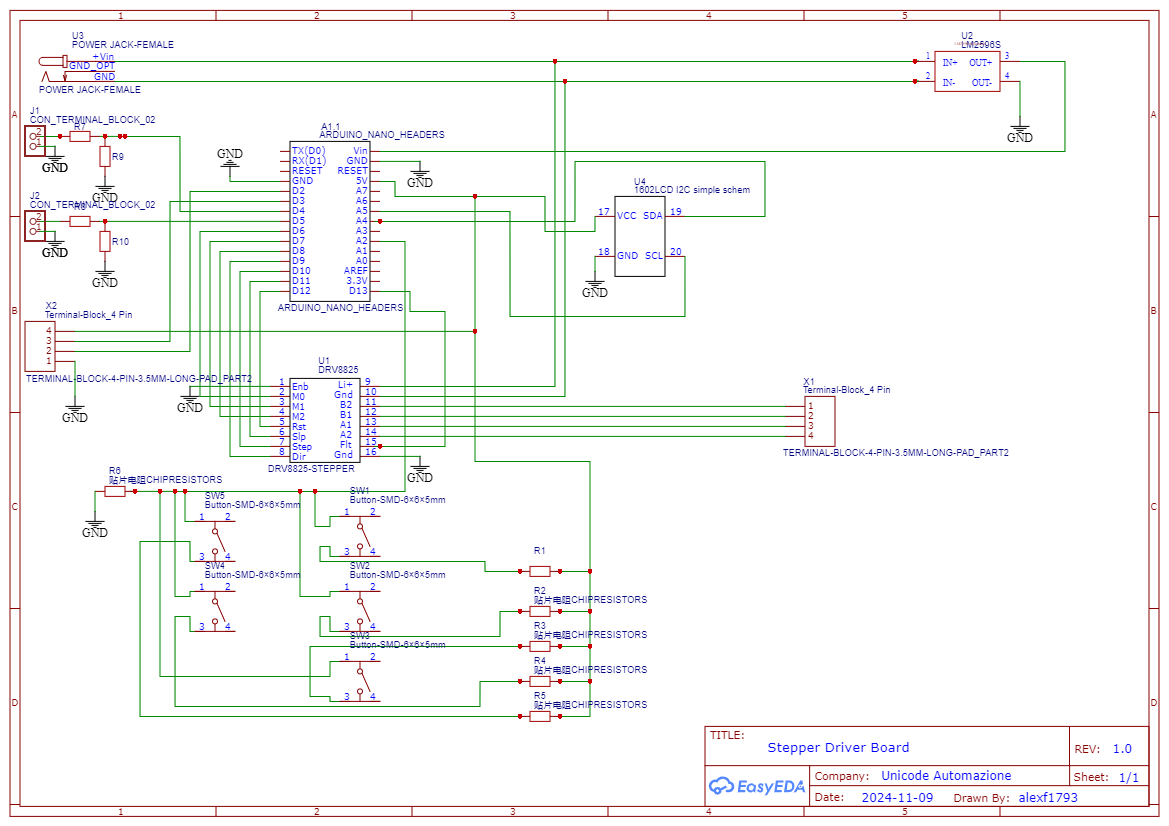 1 2 3 4 5
U3
POWER JACK-FEMALE
+Vin
GND_OPT
GND
POWER JACK-FEMALE
U2
LM2596S
1 IN+ OUT+ 3
2 IN- OUT- 4
GND
A A
J1
CON_TERMINAL_BLOCK_02
R7
2
1
R9
GND
GND
J2
CON_TERMINAL_BLOCK_02
R8
2
1
R10
GND
GND
GND
A1.1
ARDUINO_NANO_HEADERS
TX(D0) Vin
RX(D1) GND
RESET RESET
GND 5V
D2 A7
D3 A6
D4 A5
D5 A4
D6 A3
D7 A2
D8 A1
D9 A0
D10 AREF
D11 3.3V
D12 D13
ARDUINO_NANO_HEADERS
GND
U4
1602LCD I2C simple schem
17 VCC SDA 19
18 GND SCL 20
GND
B B
X2
Terminal-Block_4 Pin
4
3
2
1
TERMINAL-BLOCK-4-PIN-3.5MM-LONG-PAD_PART2
GND
GND
U1
DRV8825
1 Enb Li+ 9
2 M0 Gnd 10
3 M1 B2 11
4 M2 B1 12
5 Rst A1 13
6 Slp A2 14
7 Step Flt 15
8 Dir Gnd 16
DRV8825-STEPPER
GND
X1
Terminal-Block_4 Pin
1
2
3
4
TERMINAL-BLOCK-4-PIN-3.5MM-LONG-PAD_PART2
C C
R6
贴片电阻CHIPRESISTORS
GND
SW5
Button-SMD-6×6×5mm
1 2
3 4
SW1
Button-SMD-6×6×5mm
1 2
3 4
SW4
Button-SMD-6×6×5mm
1 2
3 4
SW2
Button-SMD-6×6×5mm
1 2
3 4
SW3
Button-SMD-6×6×5mm
1 2
3 4
R1
R2
贴片电阻CHIPRESISTORS
R3
贴片电阻CHIPRESISTORS
R4
贴片电阻CHIPRESISTORS
R5
贴片电阻CHIPRESISTORS
D D
TITLE:
Stepper Driver Board
REV: 1.0
EasyEDA
Company: Unicode Automazione
Sheet: 1/1
Date: 2024-11-09 Drawn By: alexf1793
1 2 3 4 5